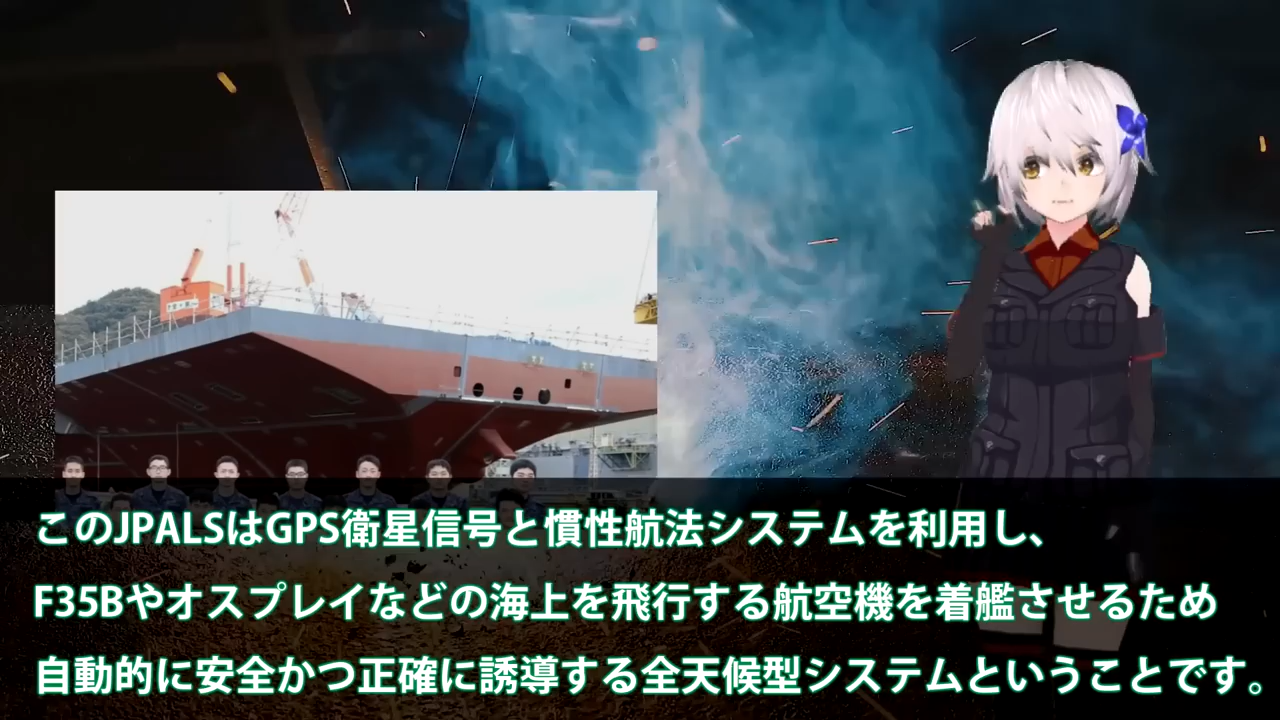 このJPALSはGPS衛星信号と慣性航法システムを利用し、
F35Bやオスプレイなどの海上を飛行する航空機を着艦させるため
自動的に安全かつ正確に誘導する全天候型システムということです。